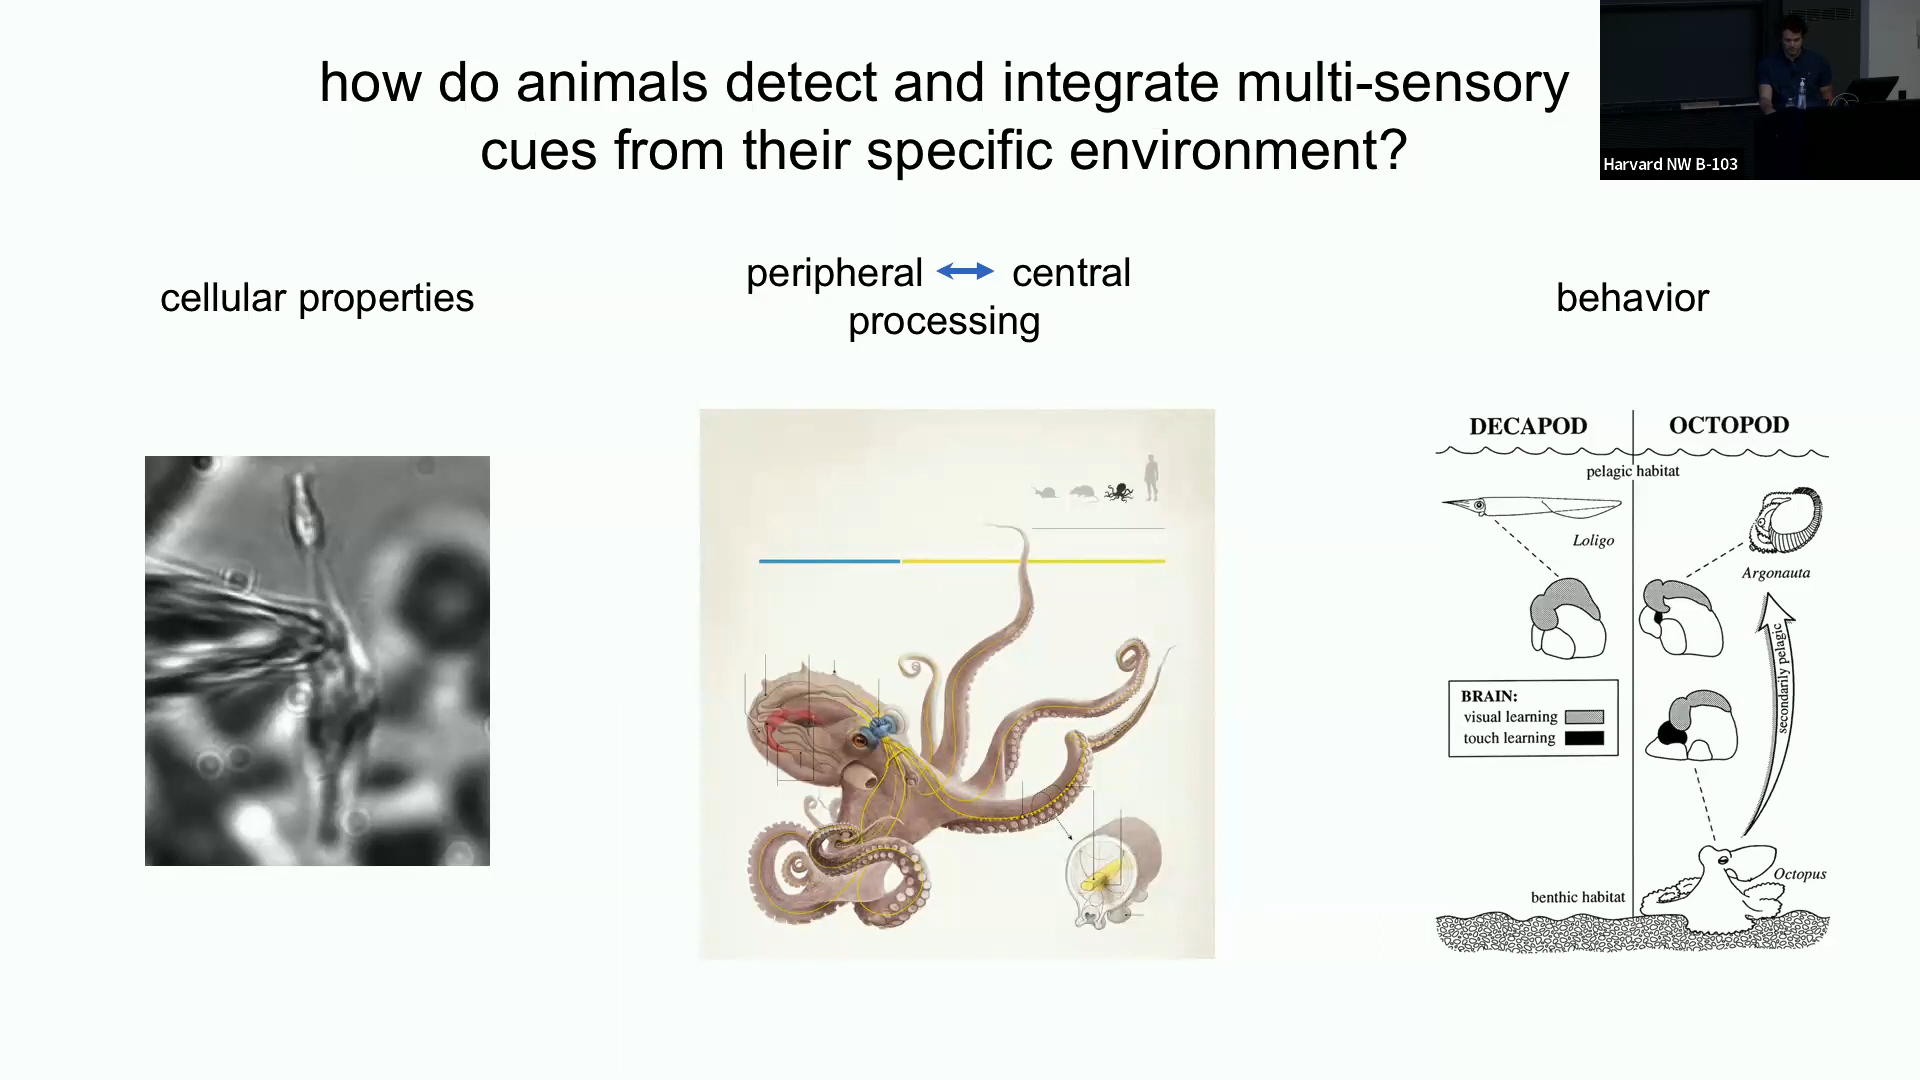 how do animals detect and integrate multi-sensory
cues from their specific environment?
Harvard NW B-103
cellular properties
peripheral central
processing
behavior
DECAPOD
OCTOPOD
pelagic habitat
Loligo
Argonauta
secondarily pelagic
BRAIN:
visual learning
touch learning
Octopus
benthic habitat